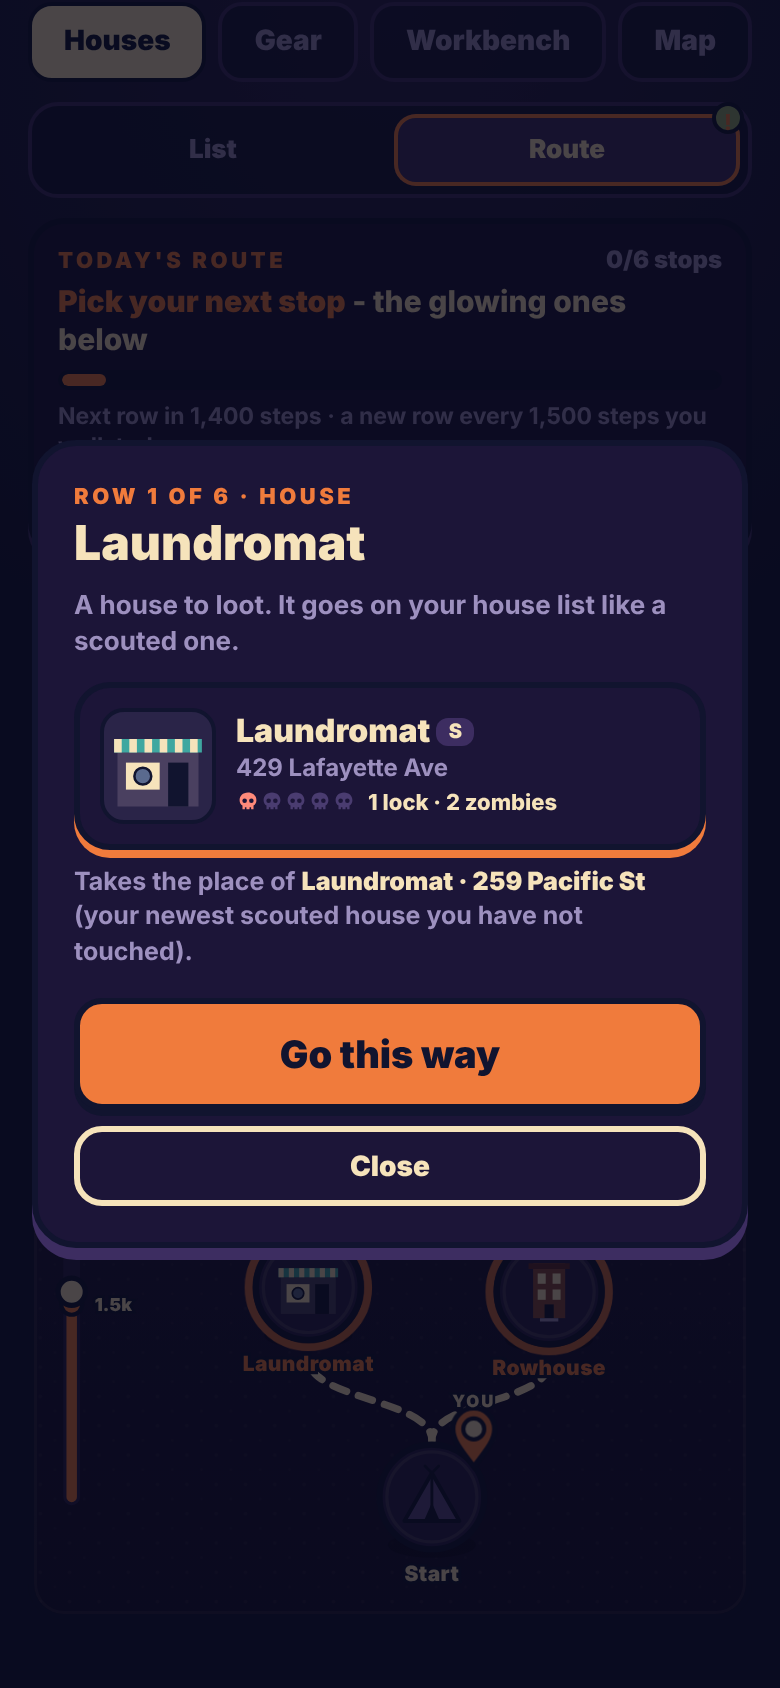 Houses
Gear
Workbench
Map
List
Route
TODAY'S ROUTE
0/6 stops
Pick your next stop - the glowing ones
below
Next row in 1,400 steps · a new row every 1,500 steps you
ROW 1 OF 6 · HOUSE
Laundromat
A house to loot. It goes on your house list like a
scouted one.
Laundromat S
429 Lafayette Ave
1 lock · 2 zombies
Takes the place of Laundromat · 259 Pacific St
(your newest scouted house you have not
touched).
Go this way
Close
1.5k
Laundromat
Rowhouse
YOU
Start